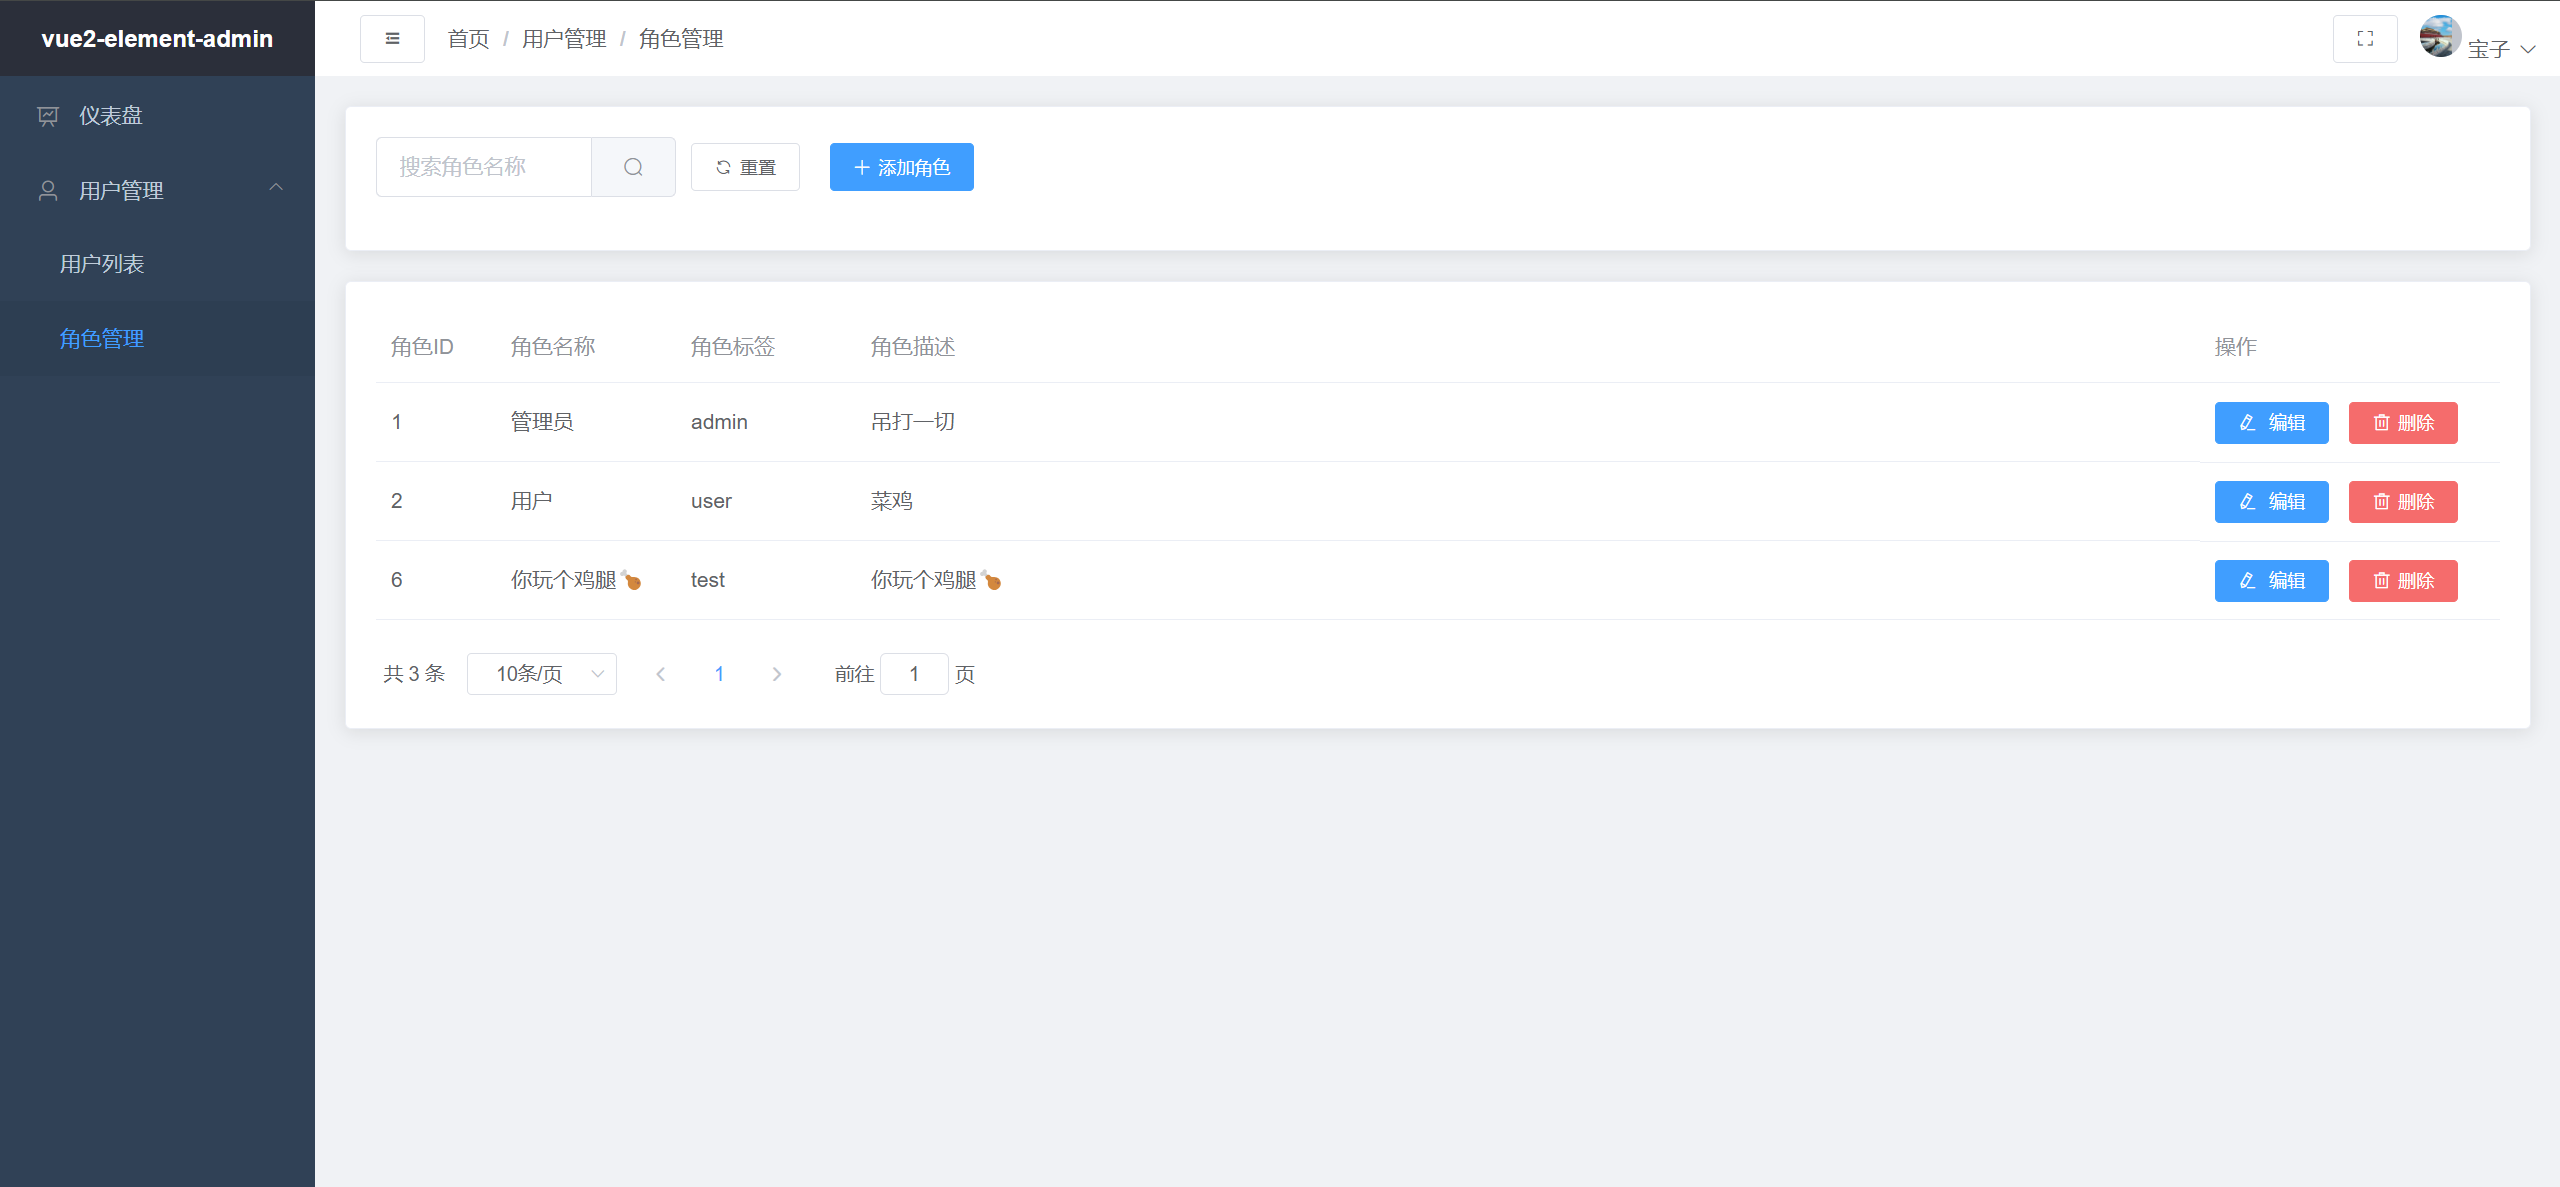 vue2-element-admin
首页 / 用户管理 / 角色管理
宝子
仪表盘
用户管理
用户列表
角色管理
搜索角色名称
重置
添加角色
角色ID 角色名称 角色标签 角色描述 操作
1 管理员 admin 吊打一切 编辑 删除
2 用户 user 菜鸡 编辑 删除
6 你玩个鸡腿🍗 test 你玩个鸡腿🍗 编辑 删除
共 3 条 10条/页 1 前往 1 页